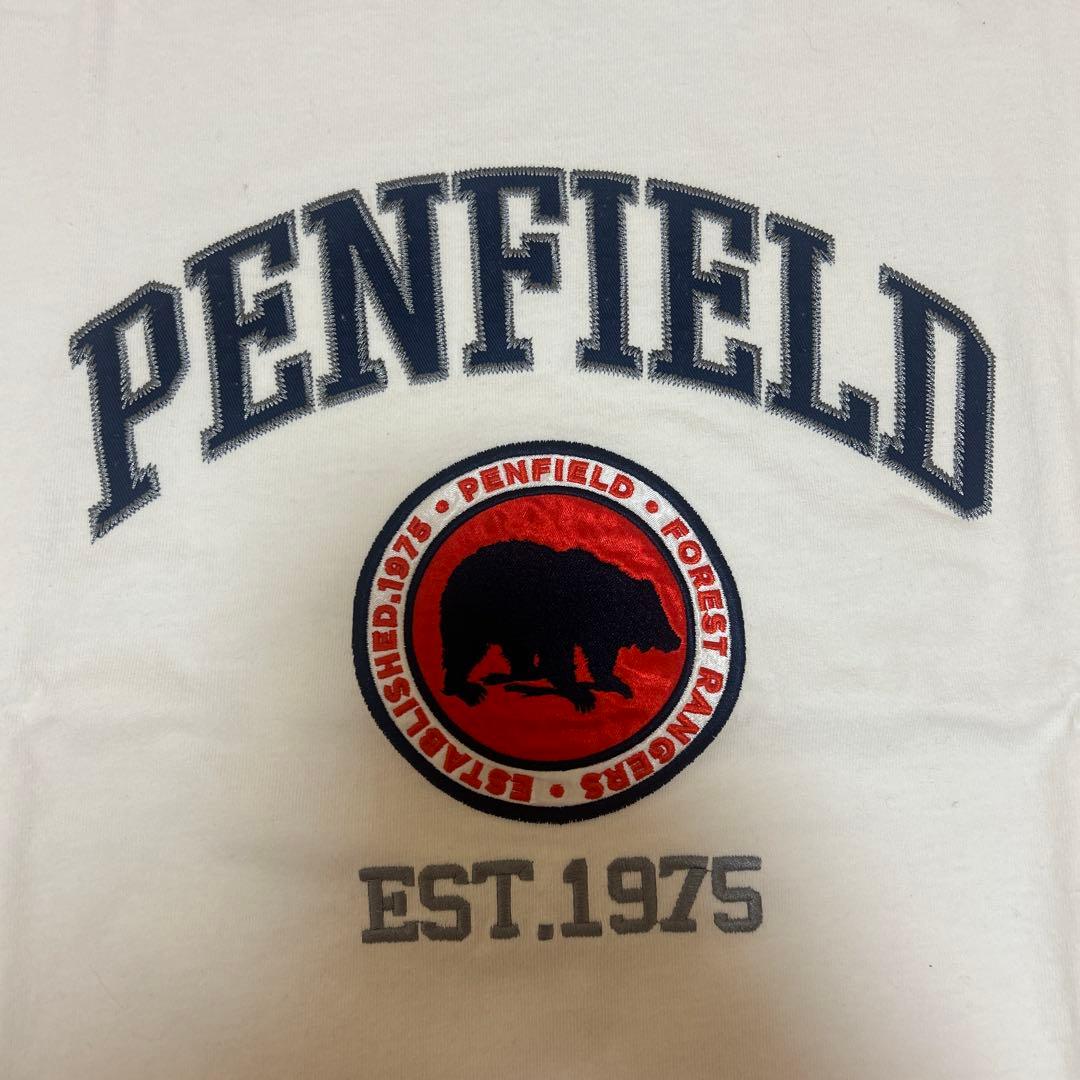 PENFIELD
PENFIELD • FOREST RANGERS • ESTABLISHED.1975 •
EST.1975